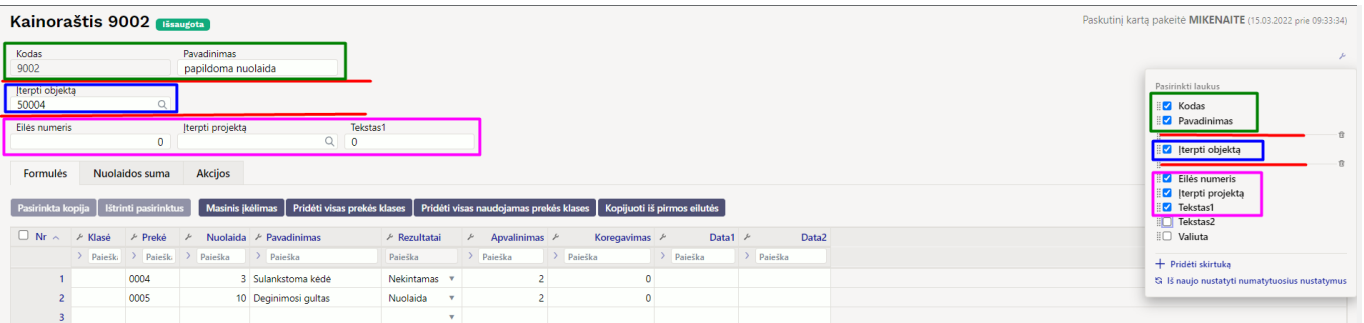 Kainoraštis 9002 Išsaugota
Paskutinį kartą pakeitė MIKENAITE (15.03.2022 prie 09:33:34)
Kodas Pavadinimas
9002 papildoma nuolaida
Įterpti objektą
50004
Eilės numeris Įterpti projektą Tekstas1
0 0
Formulės Nuolaidos suma Akcijos
Pasirinkta kopija Ištrinti pasirinktus Masinis įkėlimas Pridėti visas prekės klases Pridėti visas naudojamas prekės klases Kopijuoti iš pirmos eilutės
Nr Klasė Prekė Nuolaida Pavadinimas Rezultatai Apvalinimas Koregavimas Data1 Data2
Paiešk. Paiešk. Paieška Paieška Paieška Paieška Paieška Paieška Paieška
1 0004 3 Sulankstoma kėdė Nekintamas 2 0
2 0005 10 Deginimosi gultas Nuolaida 2 0
3
Pasirinkti laukus
Kodas
Pavadinimas
Įterpti objektą
Eilės numeris
Įterpti projektą
Tekstas1
Tekstas2
Valiuta
+ Pridėti skirtuką
Iš naujo nustatyti numatytuosius nustatymus